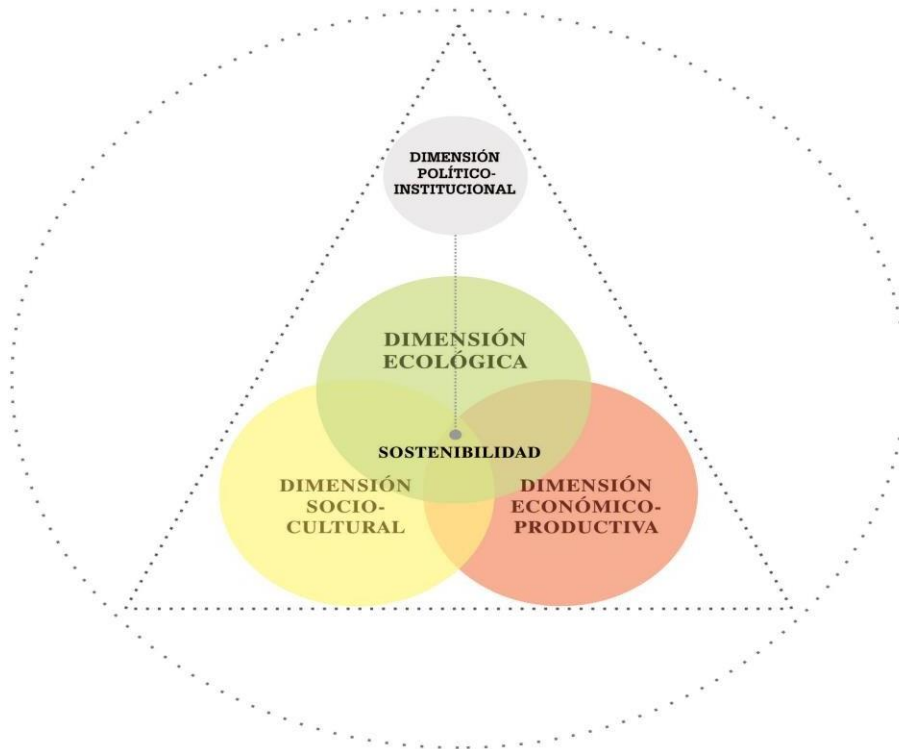 DIMENSIÓN
POLÍTICO-
INSTITUCIONAL
DIMENSIÓN
ECOLÓGICA
SOSTENIBILIDAD
DIMENSIÓN
SOCIO-
CULTURAL
DIMENSIÓN
ECONÓMICO-
PRODUCTIVA